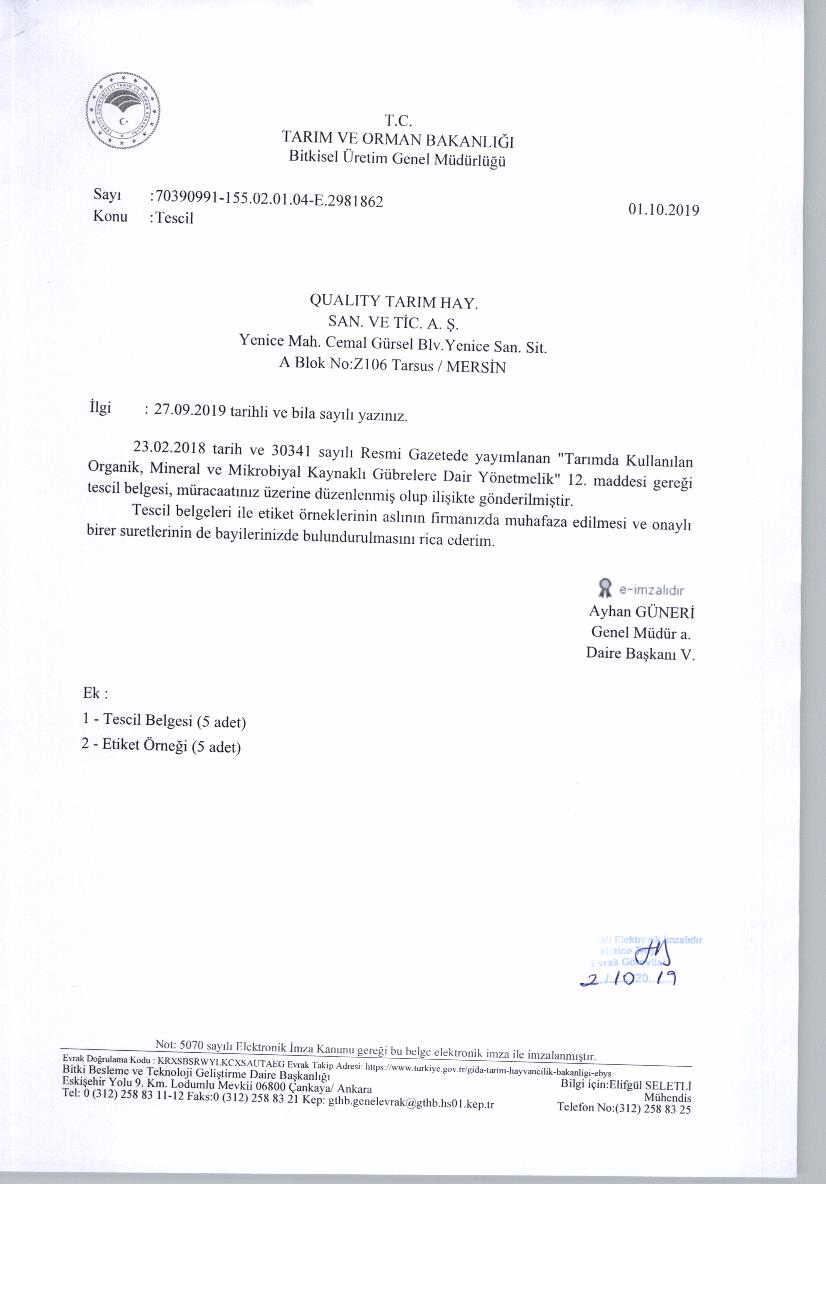 T.C.
TARIM VE ORMAN BAKANLIĞI
Bitkisel Üretim Genel Müdürlüğü
Sayı :70390991-155.02.01.04-E.2981862
01.10.2019
Konu :Tescil
QUALITY TARIM HAY.
SAN. VE TİC. A. Ş.
Yenice Mah. Cemal Gürsel Blv.Yenice San. Sit.
A Blok No:Z106 Tarsus / MERSİN
İlgi : 27.09.2019 tarihli ve bila sayılı yazınız.
23.02.2018 tarih ve 30341 sayılı Resmi Gazetede yayımlanan "Tarımda Kullanılan
Organik, Mineral ve Mikrobiyal Kaynaklı Gübrelere Dair Yönetmelik" 12. maddesi gereği
tescil belgesi, müracaatınız üzerine düzenlenmiş olup ilişikte gönderilmiştir.
Tescil belgeleri ile etiket örneklerinin aslının firmanızda muhafaza edilmesi ve onaylı
birer suretlerinin de bayilerinizde bulundurulmasını rica ederim.
e-imzalıdır
Ayhan GÜNERİ
Genel Müdür a.
Daire Başkanı V.
Ek :
1 - Tescil Belgesi (5 adet)
2 - Etiket Örneği (5 adet)
Elektronik İmzalıdır
Hatice
Evrak
2/10/2019
Not: 5070 sayılı Elektronik İmza Kanunu gereği bu belge elektronik imza ile imzalanmıştır.
Evrak Doğrulama Kodu : KRXSBSRWYLKCXSAUTAEG Evrak Takip Adresi: https://www.turkiye.gov.tr/gida-tarim-hayvancilik-bakanligi-ebys
Bitki Besleme ve Teknoloji Geliştirme Daire Başkanlığı
Bilgi için:Elifgül SELETLİ
Eskişehir Yolu 9. Km. Lodumlu Mevkii 06800 Çankaya/ Ankara
Mühendis
Tel: 0 (312) 258 83 11-12 Faks:0 (312) 258 83 21 Kep: gthb.genelevrak@gthb.hs01.kep.tr
Telefon No:(312) 258 83 25